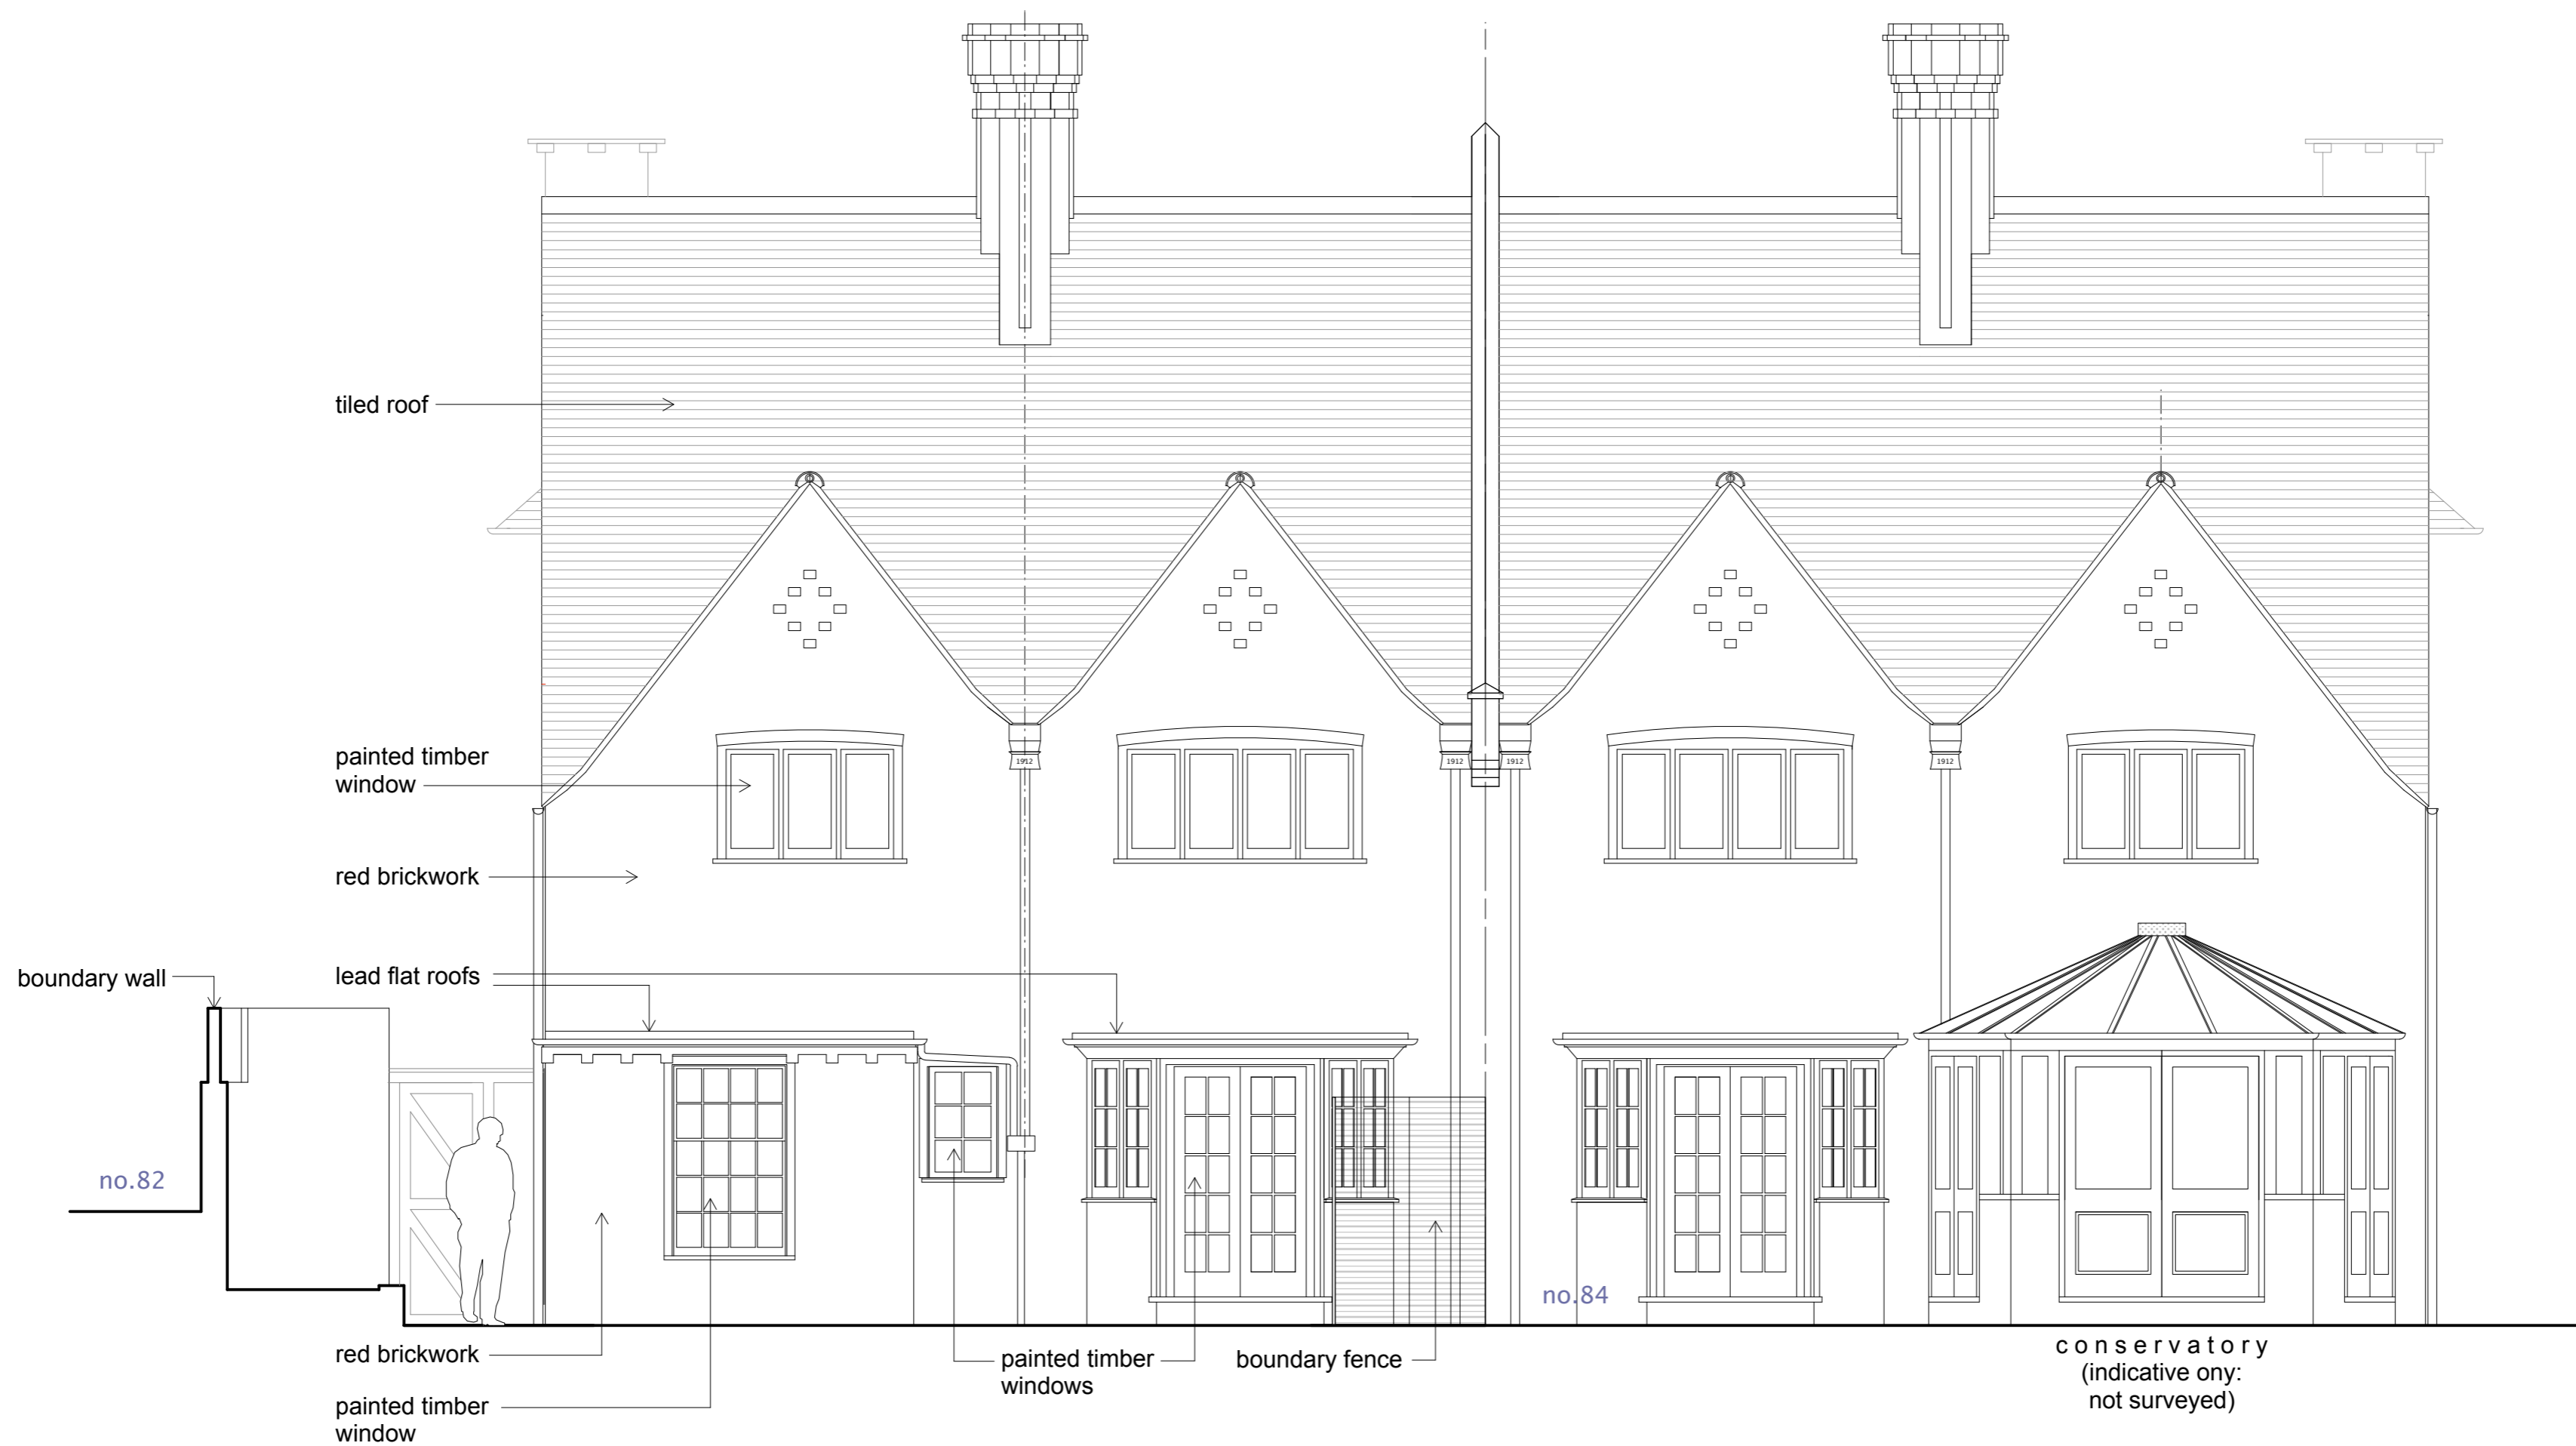 tiled roof
painted timber
window
1912
1912
1912
1912
red brickwork
boundary wall
lead flat roofs
no.82
no.84
red brickwork
painted timber
windows
boundary fence
conservatory
(indicative ony:
not surveyed)
painted timber
window